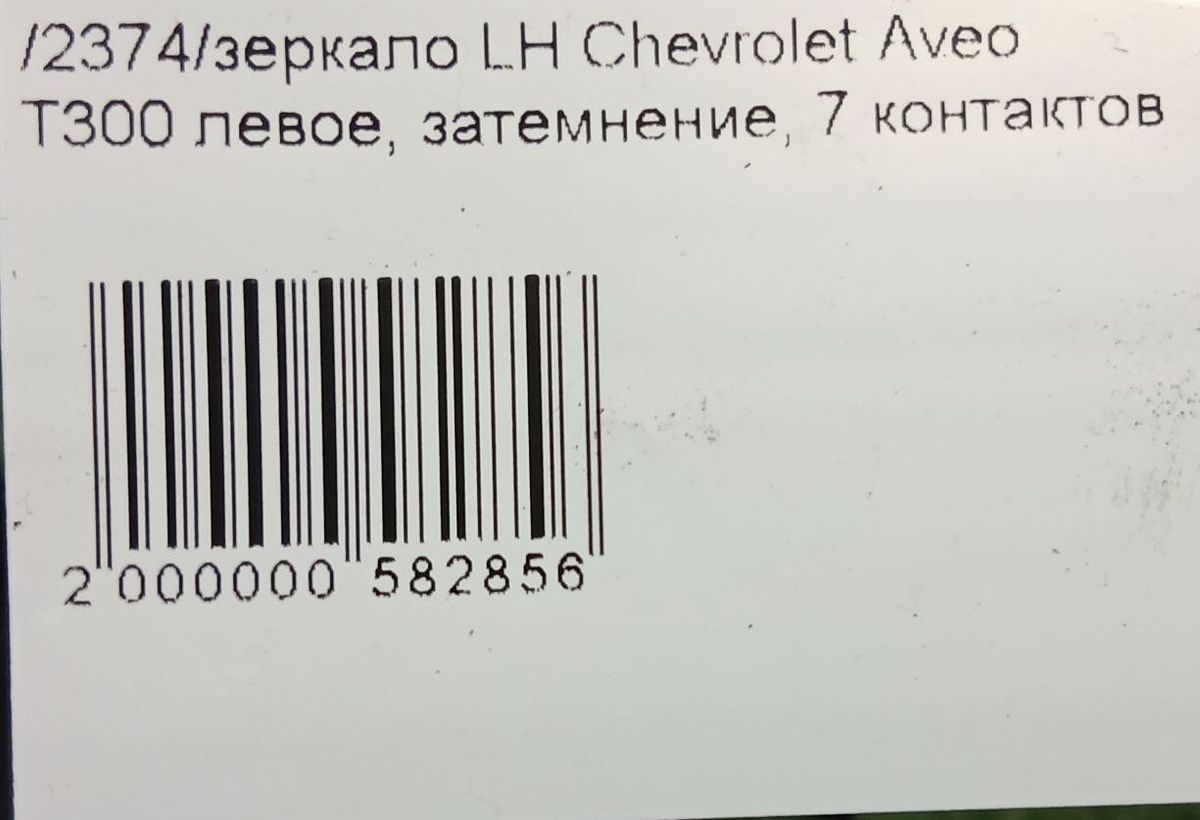 /2374/зеркало LH Chevrolet Aveo
T300 левое, затемнение, 7 контактов
2 000000 582856